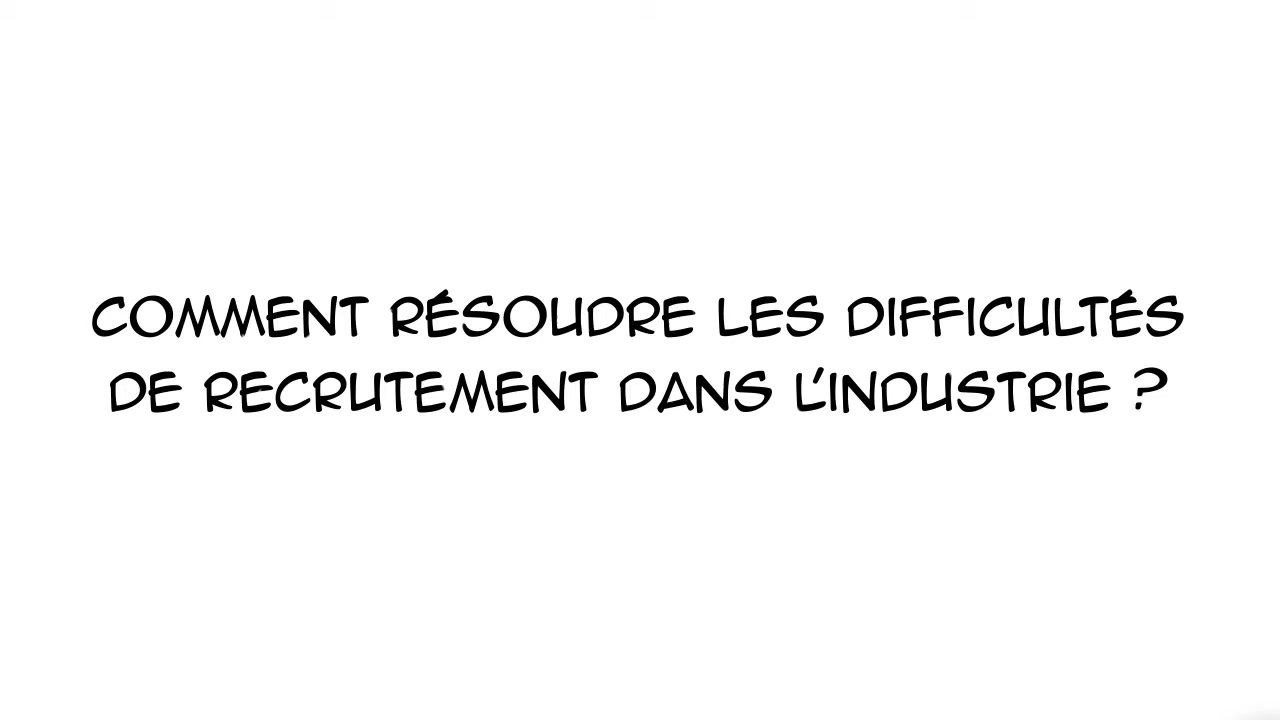 COMMENT RÉSOUDRE LES DIFFICULTÉS
DE RECRUTEMENT DANS L'INDUSTRIE ?